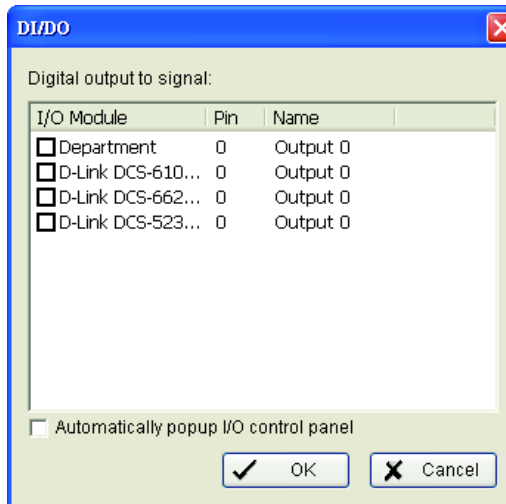 DI/DO
Digital output to signal:
I/O Module Pin Name
Department 0 Output 0
D-Link DCS-610... 0 Output 0
D-Link DCS-662... 0 Output 0
D-Link DCS-523... 0 Output 0
Automatically popup I/O control panel
OK Cancel